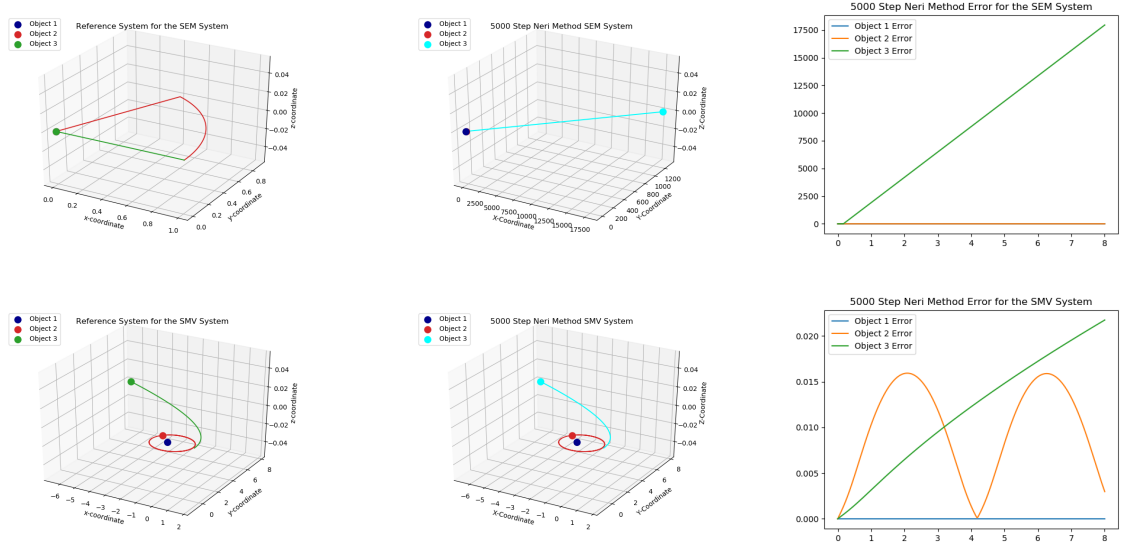 Reference System for the SEM System
Object 1
Object 2
Object 3
0.04
0.02
0.00
−0.02
−0.04
z-coordinate
0.0
0.2
0.4
0.6
0.8
1.0
x-coordinate
0.0
0.2
0.4
0.6
0.8
y-coordinate
5000 Step Neri Method SEM System
Object 1
Object 2
Object 3
0.04
0.02
0.00
−0.02
−0.04
Z-Coordinate
0
2500
5000
7500
10000
12500
15000
17500
X-Coordinate
0
200
400
600
800
1000
1200
Y-Coordinate
5000 Step Neri Method Error for the SEM System
Object 1 Error
Object 2 Error
Object 3 Error
17500
15000
12500
10000
7500
5000
2500
0
0 1 2 3 4 5 6 7 8
Reference System for the SMV System
Object 1
Object 2
Object 3
0.04
0.02
0.00
−0.02
−0.04
z-coordinate
−6
−5
−4
−3
−2
−1
0
1
2
x-coordinate
0
2
4
6
8
y-coordinate
5000 Step Neri Method SMV System
Object 1
Object 2
Object 3
0.04
0.02
0.00
−0.02
−0.04
Z-Coordinate
−6
−5
−4
−3
−2
−1
0
1
2
X-Coordinate
0
2
4
6
8
Y-Coordinate
5000 Step Neri Method Error for the SMV System
Object 1 Error
Object 2 Error
Object 3 Error
0.020
0.015
0.010
0.005
0.000
0 1 2 3 4 5 6 7 8